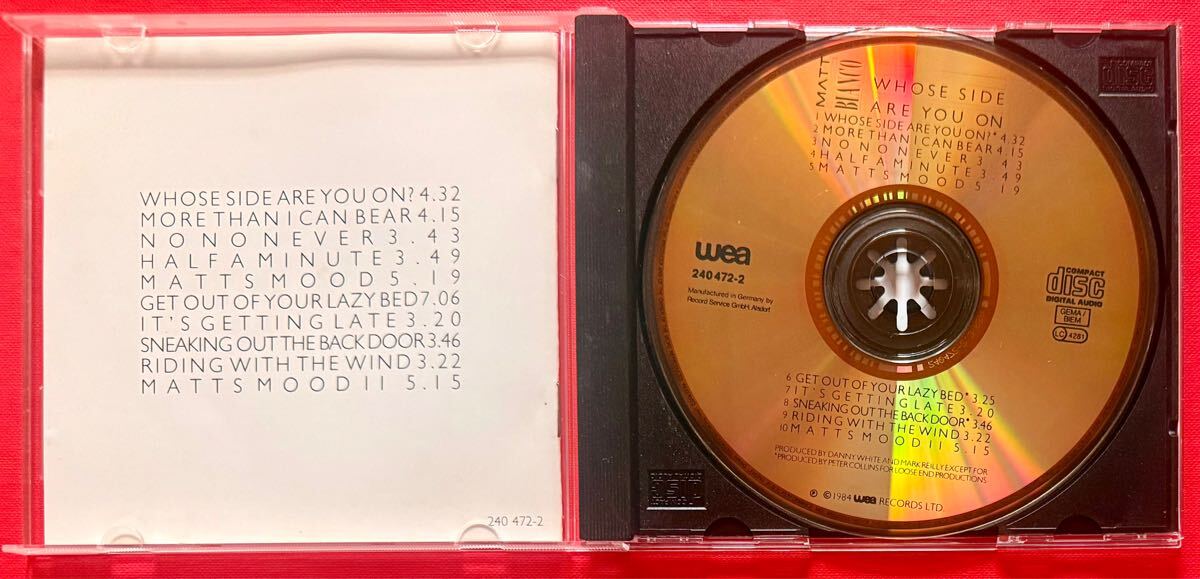 WHOSE SIDE ARE YOU ON? 4.32
MORE THAN I CAN BEAR 4.15
NO NO NEVER 3.43
HALF A MINUTE 3.49
MATTS MOOD 5.19
GET OUT OF YOUR LAZY BED 7.06
IT'S GETTING LATE 3.20
SNEAKING OUT THE BACK DOOR 3.46
RIDING WITH THE WIND 3.22
MATTS MOOD II 5.15
240 472-2
MATT
BIANCO
WHOSE SIDE
ARE YOU ON
1 WHOSE SIDE ARE YOU ON?* 4.32
2 MORE THAN I CAN BEAR 4.15
3 NO NO NEVER 3.43
4 HALF A MINUTE 3.49
5 MATTS MOOD 5.19
wea
240 472-2
Manufactured in Germany by
Record Service GmbH, Alsdorf
COMPACT
disc
DIGITAL AUDIO
GEMA/
BIEM
LC 4281
6 GET OUT OF YOUR LAZY BED* 3.25
7 IT'S GETTING LATE 3.20
8 SNEAKING OUT THE BACK DOOR* 3.46
9 RIDING WITH THE WIND 3.22
10 MATTS MOOD II 5.15
PRODUCED BY DANNY WHITE AND MARK REILLY EXCEPT FOR
*PRODUCED BY PETER COLLINS FOR LOOSE END PRODUCTIONS
℗ © 1984 wea RECORDS LTD.
COMPACT
disc
DIGITAL AUDIO